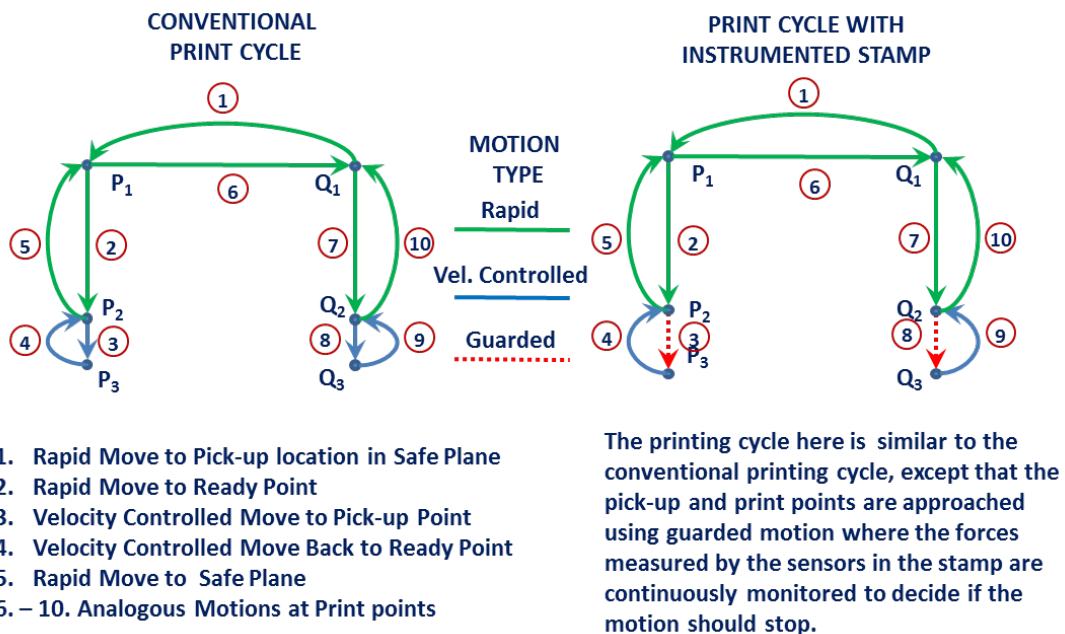 CONVENTIONAL
PRINT CYCLE
1
P1
6
Q1
5
2
7
10
P2
Q2
4
3
8
9
P3
Q3
MOTION
TYPE
Rapid
Vel. Controlled
Guarded
PRINT CYCLE WITH
INSTRUMENTED STAMP
1
P1
6
Q1
5
2
7
10
P2
Q2
4
3
8
9
P3
Q3
1. Rapid Move to Pick-up location in Safe Plane
2. Rapid Move to Ready Point
3. Velocity Controlled Move to Pick-up Point
4. Velocity Controlled Move Back to Ready Point
5. Rapid Move to Safe Plane
6. – 10. Analogous Motions at Print points
The printing cycle here is similar to the
conventional printing cycle, except that the
pick-up and print points are approached
using guarded motion where the forces
measured by the sensors in the stamp are
continuously monitored to decide if the
motion should stop.